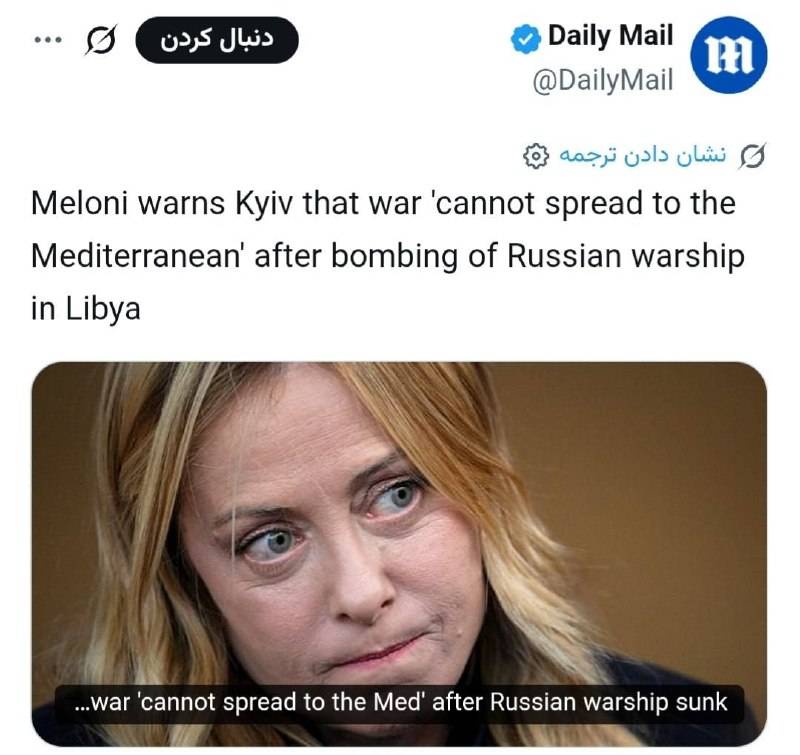 Daily Mail
@DailyMail
دنبال کردن
نشان دادن ترجمه
Meloni warns Kyiv that war 'cannot spread to the
Mediterranean' after bombing of Russian warship
in Libya
...war 'cannot spread to the Med' after Russian warship sunk